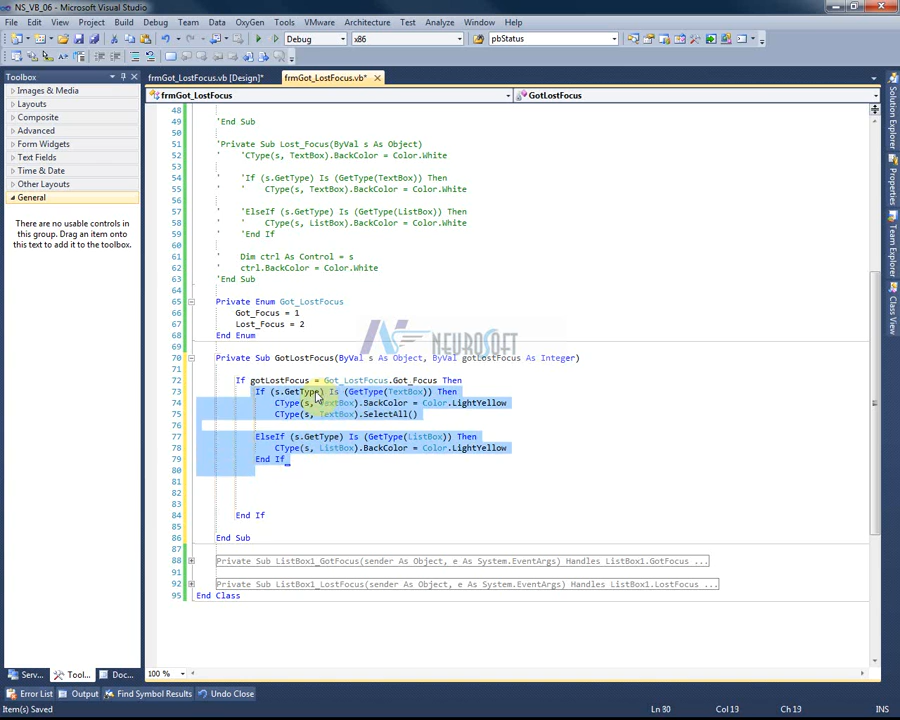 NS_VB_06 - Microsoft Visual Studio
File Edit View Project Build Debug Team Data OxyGen Tools VMware Architecture Test Analyze Window Help
Debug x86 pbStatus
Toolbox
Images & Media
Layouts
Composite
Advanced
Form Widgets
Text Fields
Time & Date
Other Layouts
General
There are no usable controls in
this group. Drag an item onto
this text to add it to the toolbox.
frmGot_LostFocus.vb [Design]* frmGot_LostFocus.vb*
frmGot_LostFocus GotLostFocus
48
49 'End Sub
50
51 'Private Sub Lost_Focus(ByVal s As Object)
52 ' 'CType(s, TextBox).BackColor = Color.White
53
54 ' 'If (s.GetType) Is (GetType(TextBox)) Then
55 ' ' CType(s, TextBox).BackColor = Color.White
56
57 ' 'ElseIf (s.GetType) Is (GetType(ListBox)) Then
58 ' ' CType(s, ListBox).BackColor = Color.White
59 ' 'End If
60
61 ' Dim ctrl As Control = s
62 ' ctrl.BackColor = Color.White
63 'End Sub
64
65 Private Enum Got_LostFocus
66 Got_Focus = 1
67 Lost_Focus = 2
68 End Enum
69
70 Private Sub GotLostFocus(ByVal s As Object, ByVal gotLostFocus As Integer)
71
72 If gotLostFocus = Got_LostFocus.Got_Focus Then
73 If (s.GetType) Is (GetType(TextBox)) Then
74 CType(s, TextBox).BackColor = Color.LightYellow
75 CType(s, TextBox).SelectAll()
76
77 ElseIf (s.GetType) Is (GetType(ListBox)) Then
78 CType(s, ListBox).BackColor = Color.LightYellow
79 End If
80
81
82
83
84 End If
85
86 End Sub
87
88 Private Sub ListBox1_GotFocus(sender As Object, e As System.EventArgs) Handles ListBox1.GotFocus ...
91
92 Private Sub ListBox1_LostFocus(sender As Object, e As System.EventArgs) Handles ListBox1.LostFocus ...
95 End Class
NEUROSOFT
Solution Explorer
Properties
Team Explorer
Class View
100 %
Serv... Tool... Doc...
Error List Output Find Symbol Results Undo Close
Item(s) Saved Ln 80 Col 13 Ch 13 INS